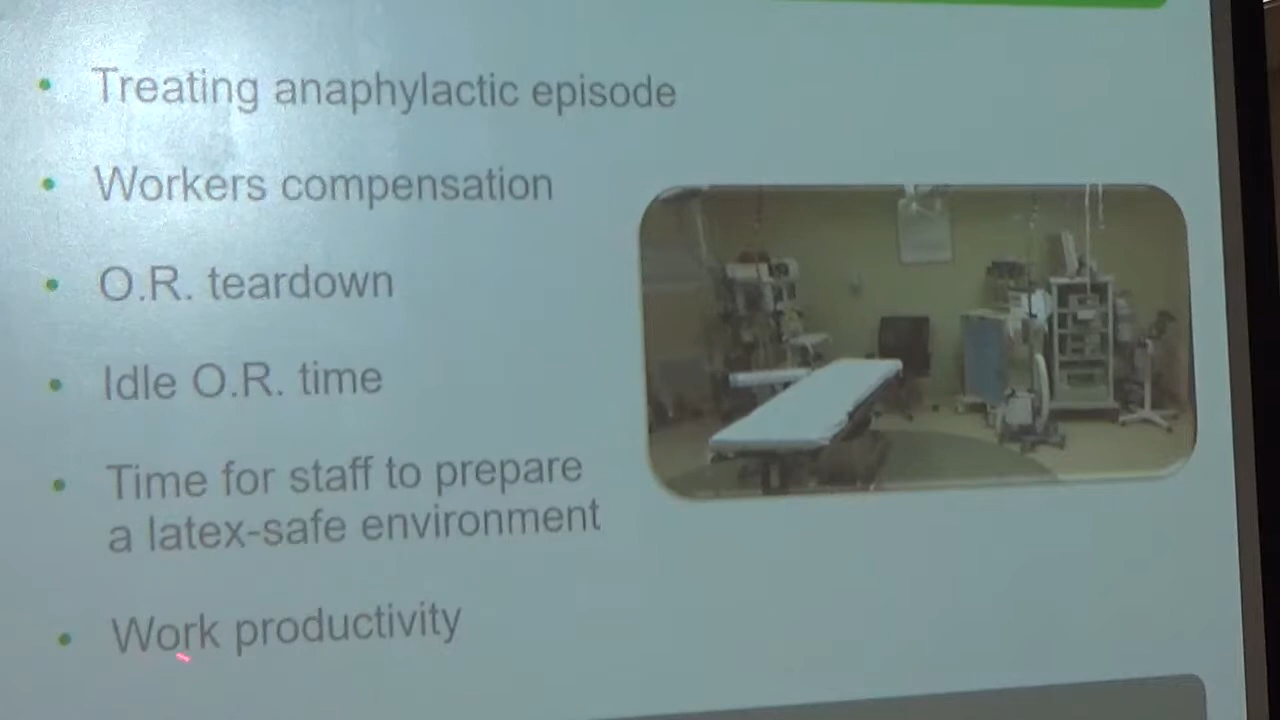 Treating anaphylactic episode
Workers compensation
O.R. teardown
Idle O.R. time
Time for staff to prepare
a latex-safe environment
Work productivity